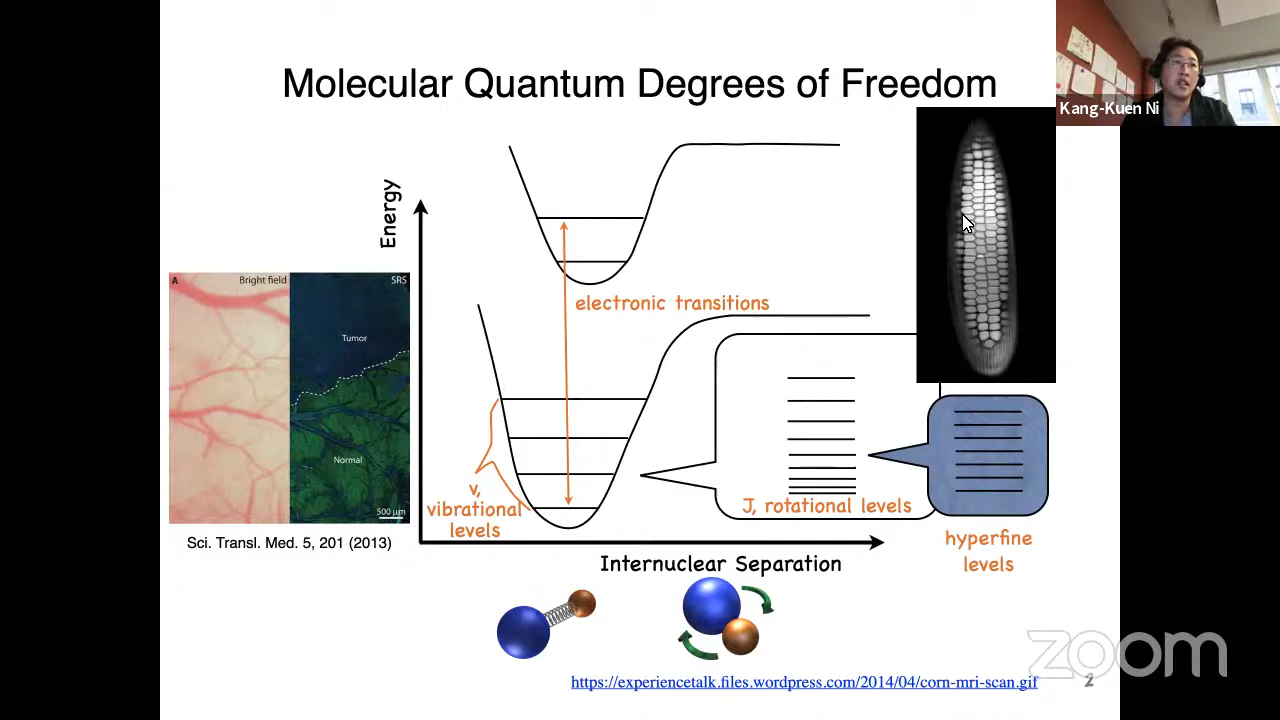 Molecular Quantum Degrees of Freedom
Kang-Kuen Ni
Energy
A
Bright field
SRS
Tumor
Normal
500 μm
Sci. Transl. Med. 5, 201 (2013)
electronic transitions
v,
vibrational
levels
J, rotational levels
hyperfine
levels
Internuclear Separation
https://experiencetalk.files.wordpress.com/2014/04/corn-mri-scan.gif
2
zoom